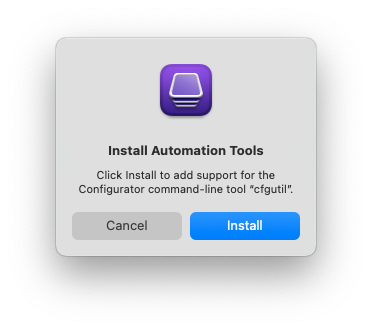 Install Automation Tools
Click Install to add support for the
Configurator command-line tool “cfgutil”.
Cancel
Install